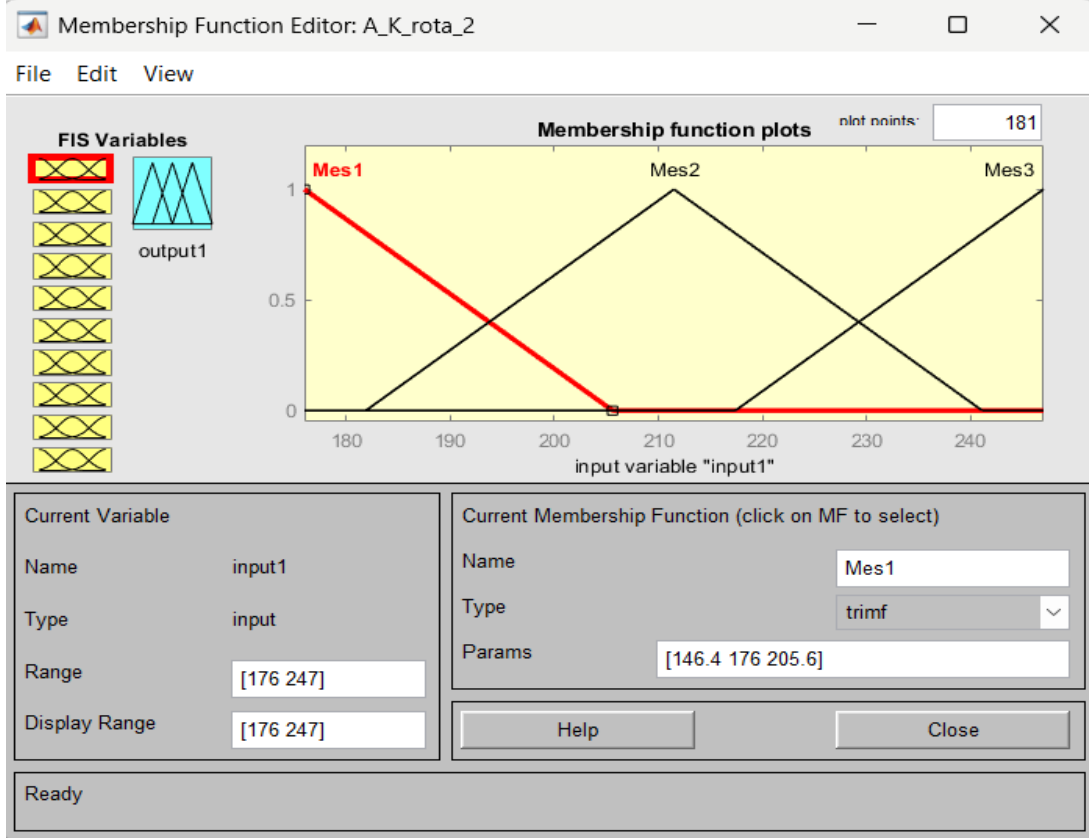 Membership Function Editor: A_K_rota_2
File Edit View
FIS Variables
output1
Membership function plots
plot points:
181
Mes1 Mes2 Mes3
1
0.5
0
180 190 200 210 220 230 240
input variable "input1"
Current Variable
Name input1
Type input
Range [176 247]
Display Range [176 247]
Current Membership Function (click on MF to select)
Name Mes1
Type trimf
Params [146.4 176 205.6]
Help Close
Ready